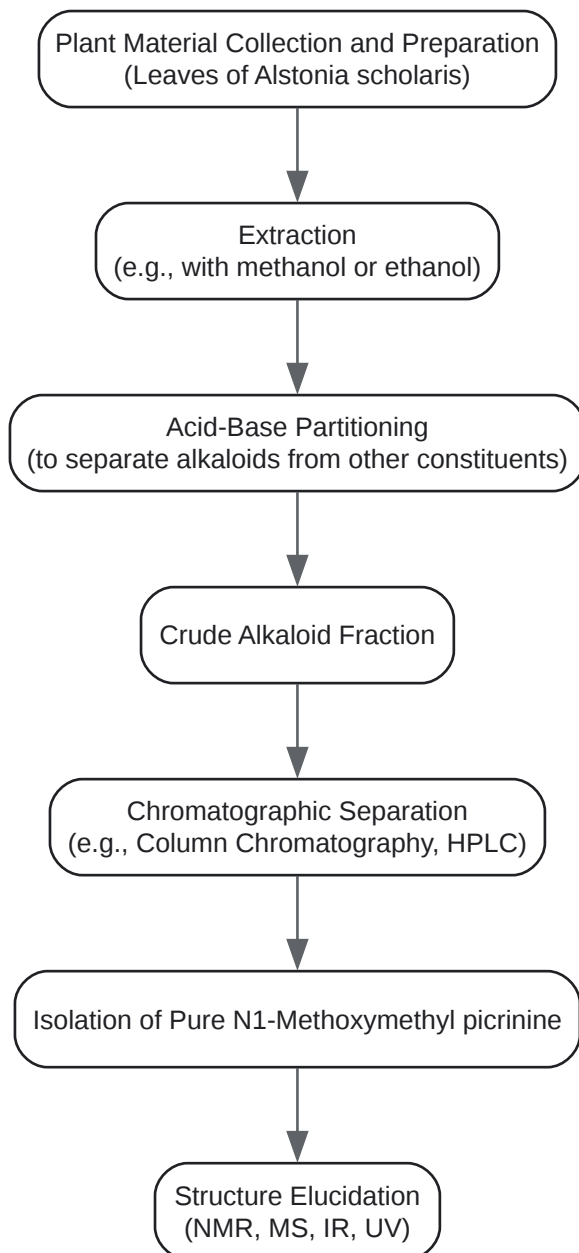 Plant Material Collection and Preparation
(Leaves of Alstonia scholaris)
Extraction
(e.g., with methanol or ethanol)
Acid-Base Partitioning
(to separate alkaloids from other constituents)
Crude Alkaloid Fraction
Chromatographic Separation
(e.g., Column Chromatography, HPLC)
Isolation of Pure N1-Methoxymethyl picrinine
Structure Elucidation
(NMR, MS, IR, UV)